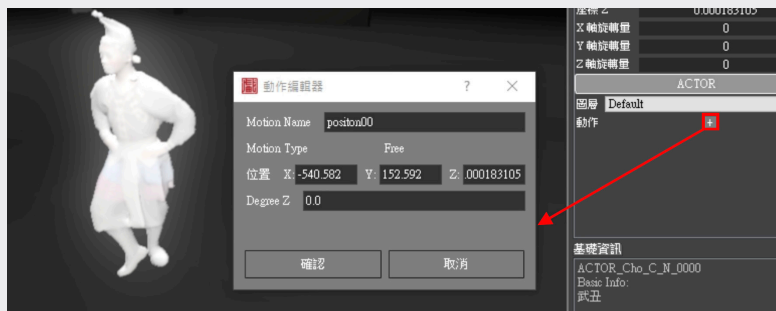 動作編輯器
Motion Name positon00
Motion Type Free
位置 X: -540.582 Y: 152.592 Z: .000183105
Degree Z 0.0
確認 取消
座標 Z 0.000183105
X 軸旋轉量 0
Y 軸旋轉量 0
Z 軸旋轉量 0
ACTOR
圖層 Default
動作 +
基礎資訊
ACTOR_Cho_C_N_0000
Basic Info:
武丑